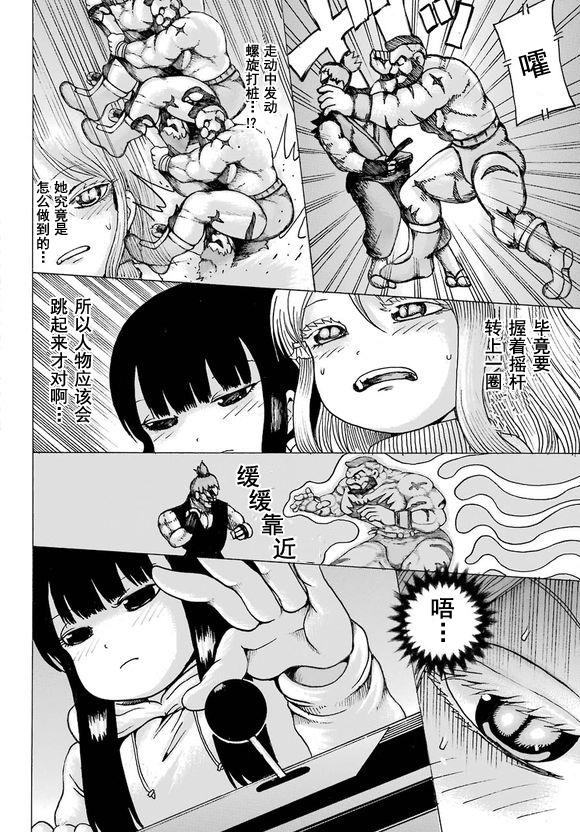 嚯
走动中发动
螺旋打桩…!?
她究竟是
怎么做到的…
毕竟要
握着摇杆
转上一圈
所以人物应该会
跳起来才对啊…
缓缓靠近
唔…